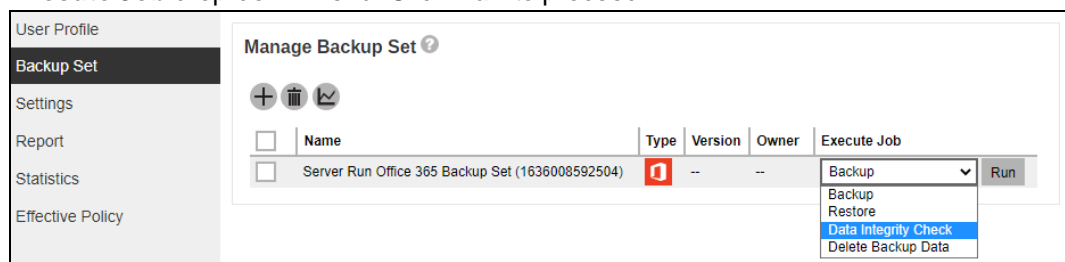 User Profile
Backup Set
Settings
Report
Statistics
Effective Policy
Manage Backup Set
Name Type Version Owner Execute Job
Server Run Office 365 Backup Set (1636008592504) -- -- Backup Run
Backup
Restore
Data Integrity Check
Delete Backup Data